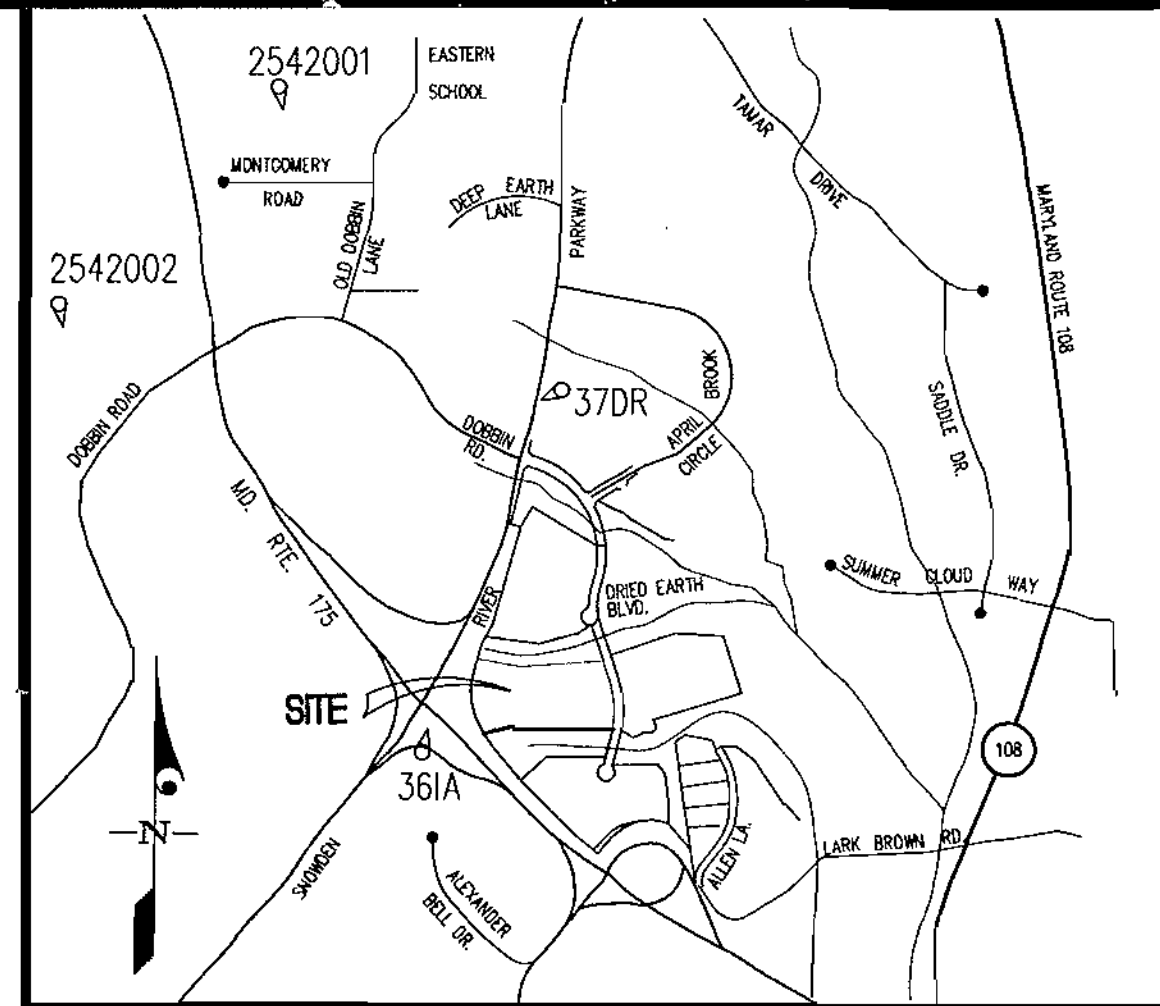 2542001
EASTERN
SCHOOL
MONTGOMERY
ROAD
DEEP EARTH
LANE
PARKWAY
TAMAR
DRIVE
MARYLAND ROUTE 108
OLD DOBBIN
LANE
2542002
DOBBIN ROAD
37DR
BROOK
APRIL
CIRCLE
DOBBIN
RD.
SADDLE DR.
MD.
RTE.
175
RIVER
DRIED EARTH
BLVD.
SUMMER CLOUD WAY
SITE
108
36IA
N
SNOWDEN
ALEXANDER
BELL DR.
ALLEN LA.
LARK BROWN RD.